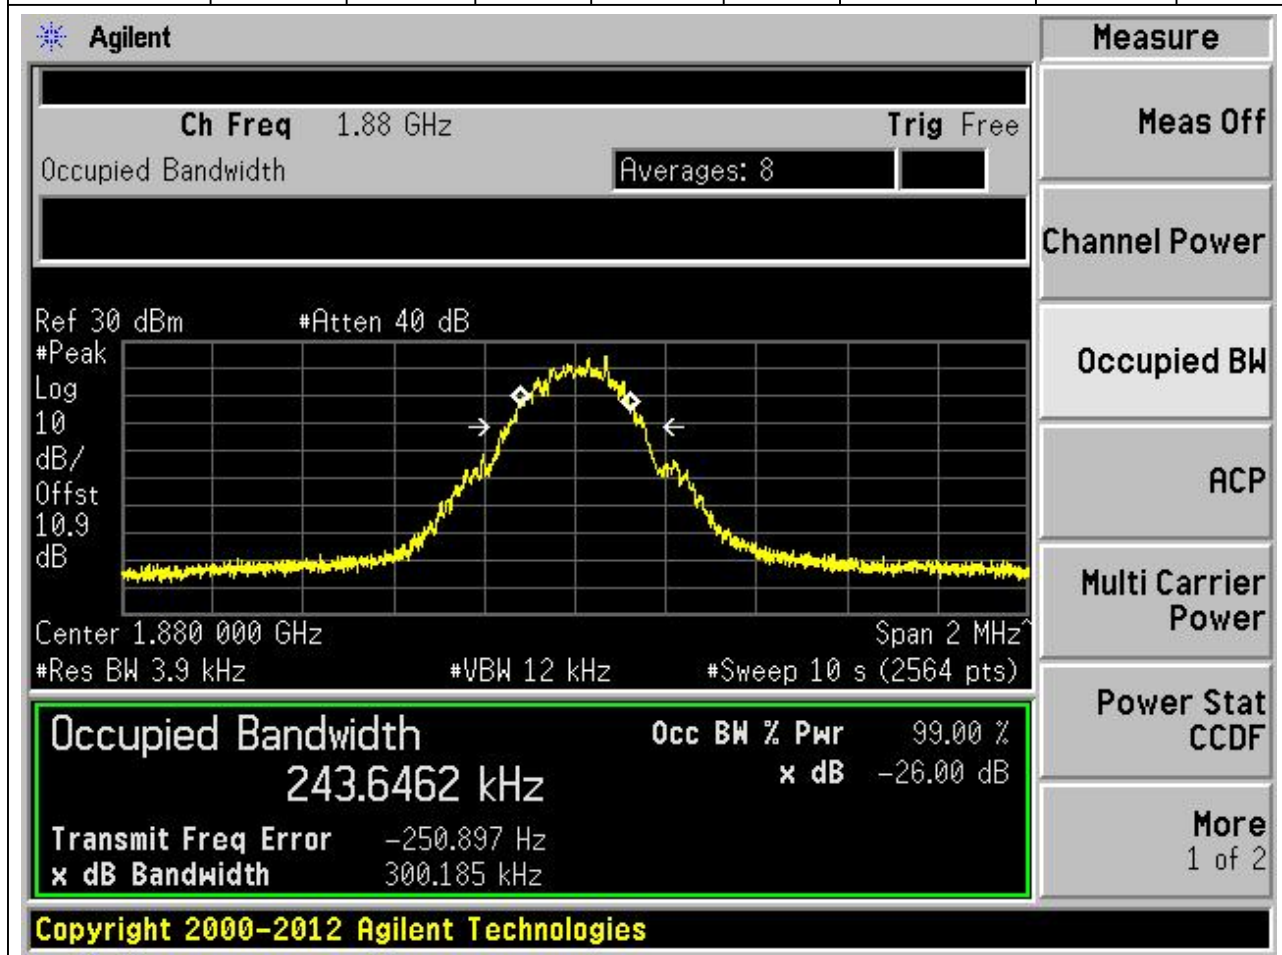 Agilent
Measure
Ch Freq 1.88 GHz Trig Free
Occupied Bandwidth Averages: 8
Meas Off
Channel Power
Occupied BW
ACP
Multi Carrier
Power
Power Stat
CCDF
More
1 of 2
Ref 30 dBm #Atten 40 dB
#Peak
Log
10
dB/
Offst
10.9
dB
Center 1.880 000 GHz Span 2 MHz^
#Res BW 3.9 kHz #VBW 12 kHz #Sweep 10 s (2564 pts)
Occupied Bandwidth Occ BW % Pwr 99.00 %
243.6462 kHz x dB -26.00 dB
Transmit Freq Error -250.897 Hz
x dB Bandwidth 300.185 kHz
Copyright 2000-2012 Agilent Technologies